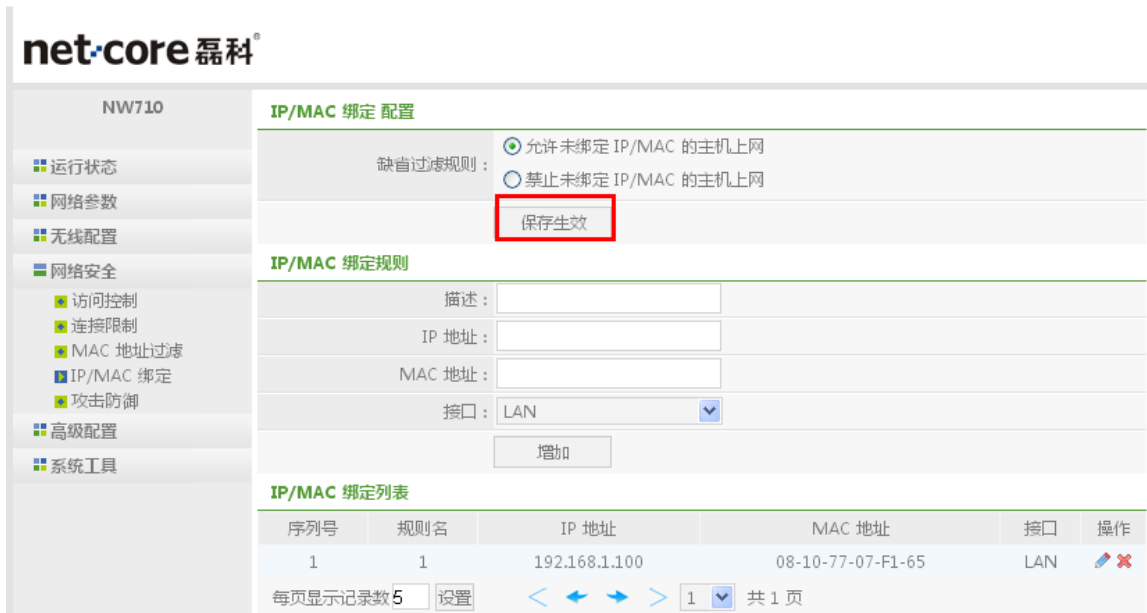 net·core 磊科®
NW710
运行状态
网络参数
无线配置
网络安全
访问控制
连接限制
MAC 地址过滤
IP/MAC 绑定
攻击防御
高级配置
系统工具
IP/MAC 绑定 配置
缺省过滤规则：
允许未绑定 IP/MAC 的主机上网
禁止未绑定 IP/MAC 的主机上网
保存生效
IP/MAC 绑定规则
描述：
IP 地址：
MAC 地址：
接口： LAN
增加
IP/MAC 绑定列表
序列号 规则名 IP 地址 MAC 地址 接口 操作
1 1 192.168.1.100 08-10-77-07-F1-65 LAN
每页显示记录数 5 设置 1 共 1 页